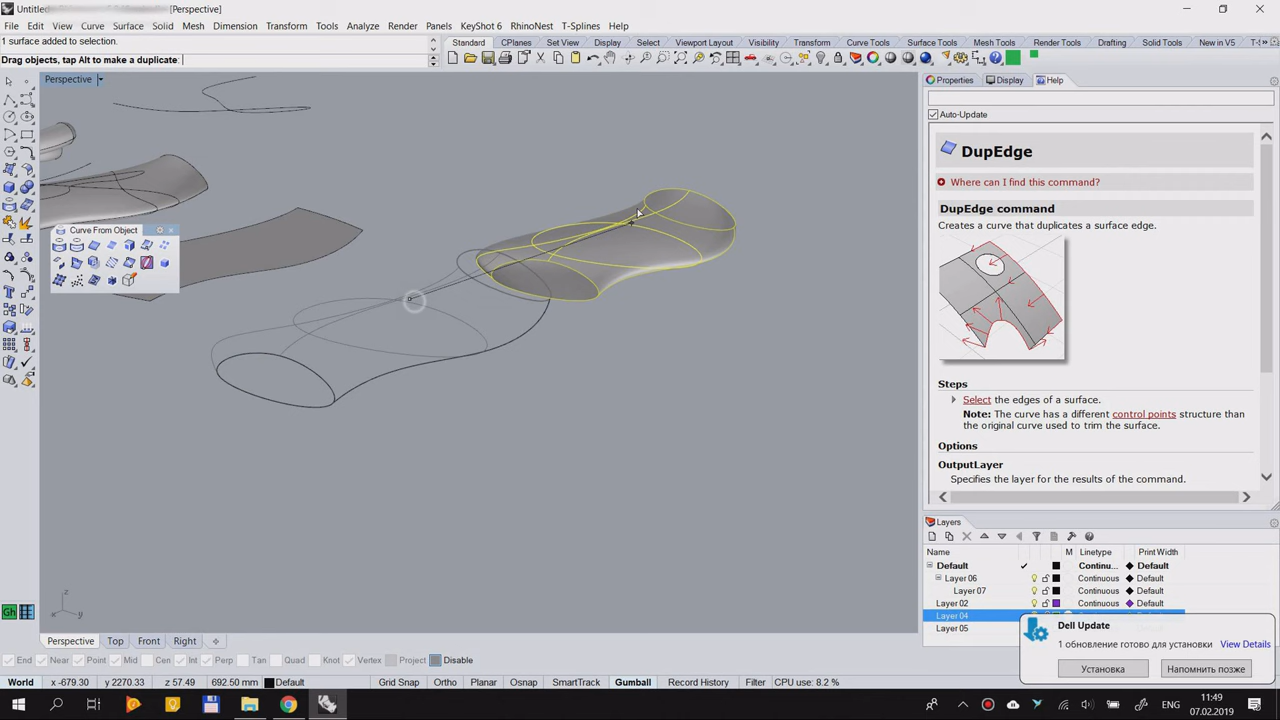 Untitle
[Perspective]
File Edit View Curve Surface Solid Mesh Dimension Transform Tools Analyze Render Panels KeyShot 6 RhinoNest T-Splines Help
1 surface added to selection.
Drag objects, tap Alt to make a duplicate:
Standard CPlanes Set View Display Select Viewport Layout Visibility Transform Curve Tools Surface Tools Solid Tools Mesh Tools Render Tools Drafting New in V5
Perspective
Properties Display Help
Auto-Update
DupEdge
Where can I find this command?
DupEdge command
Creates a curve that duplicates a surface edge.
Curve From Object
Steps
Select the edges of a surface.
Note: The curve has a different control points structure than
the original curve used to trim the surface.
Options
OutputLayer
Specifies the layer for the results of the command.
Layers
Name M Linetype Print Width
Default Continu... Default
Layer 06 Continuous Default
Layer 07 Continuous Default
Layer 02 Continuous Default
Layer 04
Layer 05
Dell Update
1 обновление готово для установки View Details
Установка Напомнить позже
z
x
y
Gh
Perspective Top Front Right
End Near Point Mid Cen Int Perp Tan Quad Knot Vertex Project Disable
World x -679.30 y 2270.33 z 57.49 692.50 mm Default Grid Snap Ortho Planar Osnap SmartTrack Gumball Record History Filter CPU use: 8.2 %
ENG
11:49
07.02.2019